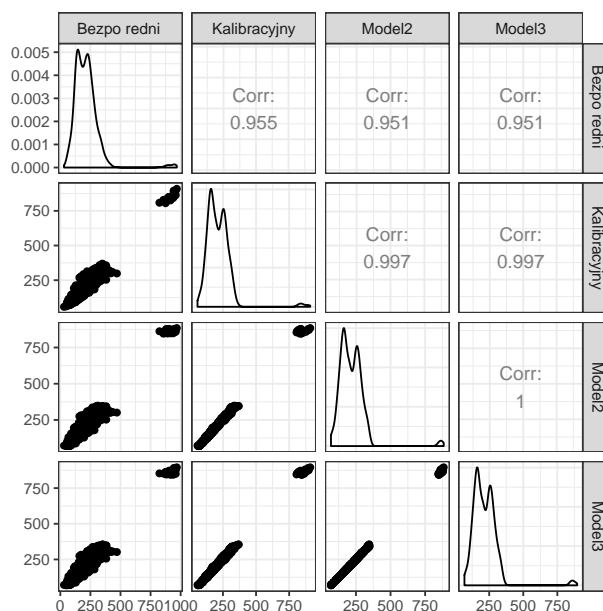 Bezpo redni Kalibracyjny Model2 Model3
0.005
0.004
0.003
0.002
0.001
0.000
Corr:
0.955
Corr:
0.951
Corr:
0.951
Bezpo redni
750
500
250
Corr:
0.997
Corr:
0.997
Kalibracyjny
750
500
250
Corr:
1
Model2
750
500
250
Model3
0 250 500 750 1000 250 500 750 250 500 750 250 500 750